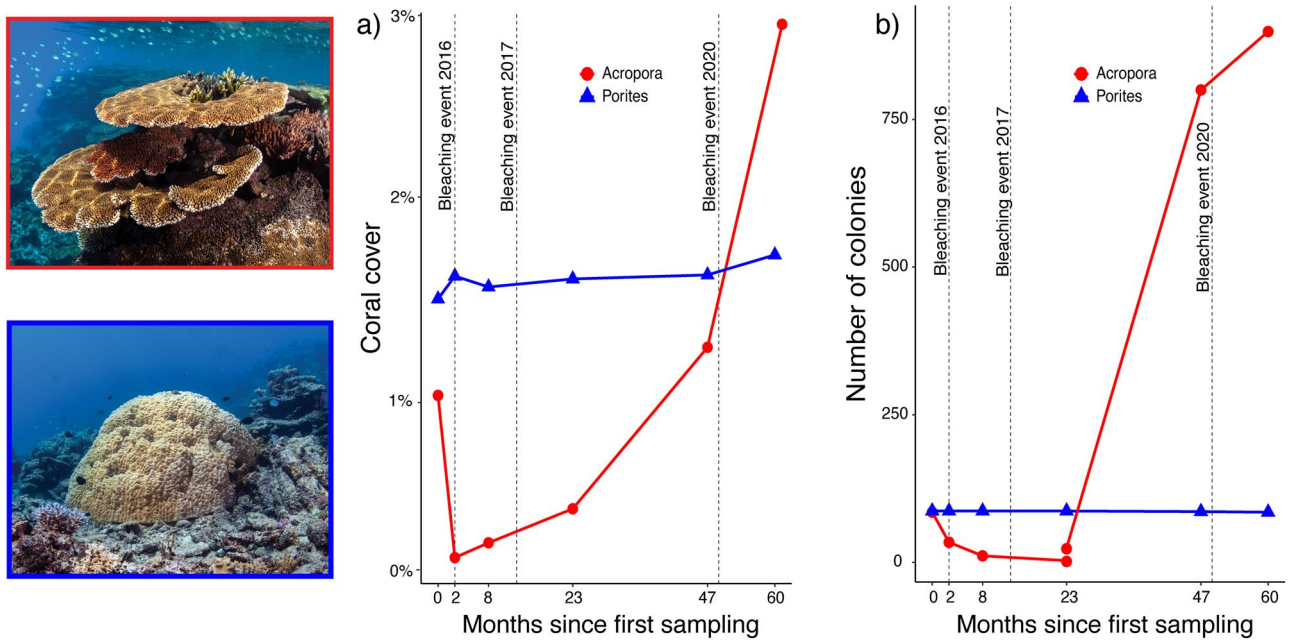 a)
3%
2%
1%
0%
Coral cover
Bleaching event 2016
Bleaching event 2017
Bleaching event 2020
Acropora
Porites
0 2 8 23 47 60
Months since first sampling
b)
750
500
250
0
Number of colonies
Bleaching event 2016
Bleaching event 2017
Bleaching event 2020
Acropora
Porites
0 2 8 23 47 60
Months since first sampling